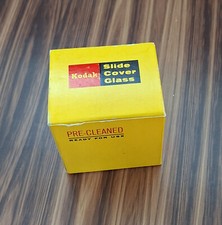 Kodak
Slide
Cover
Glass
PRE-CLEANED
READY FOR USE